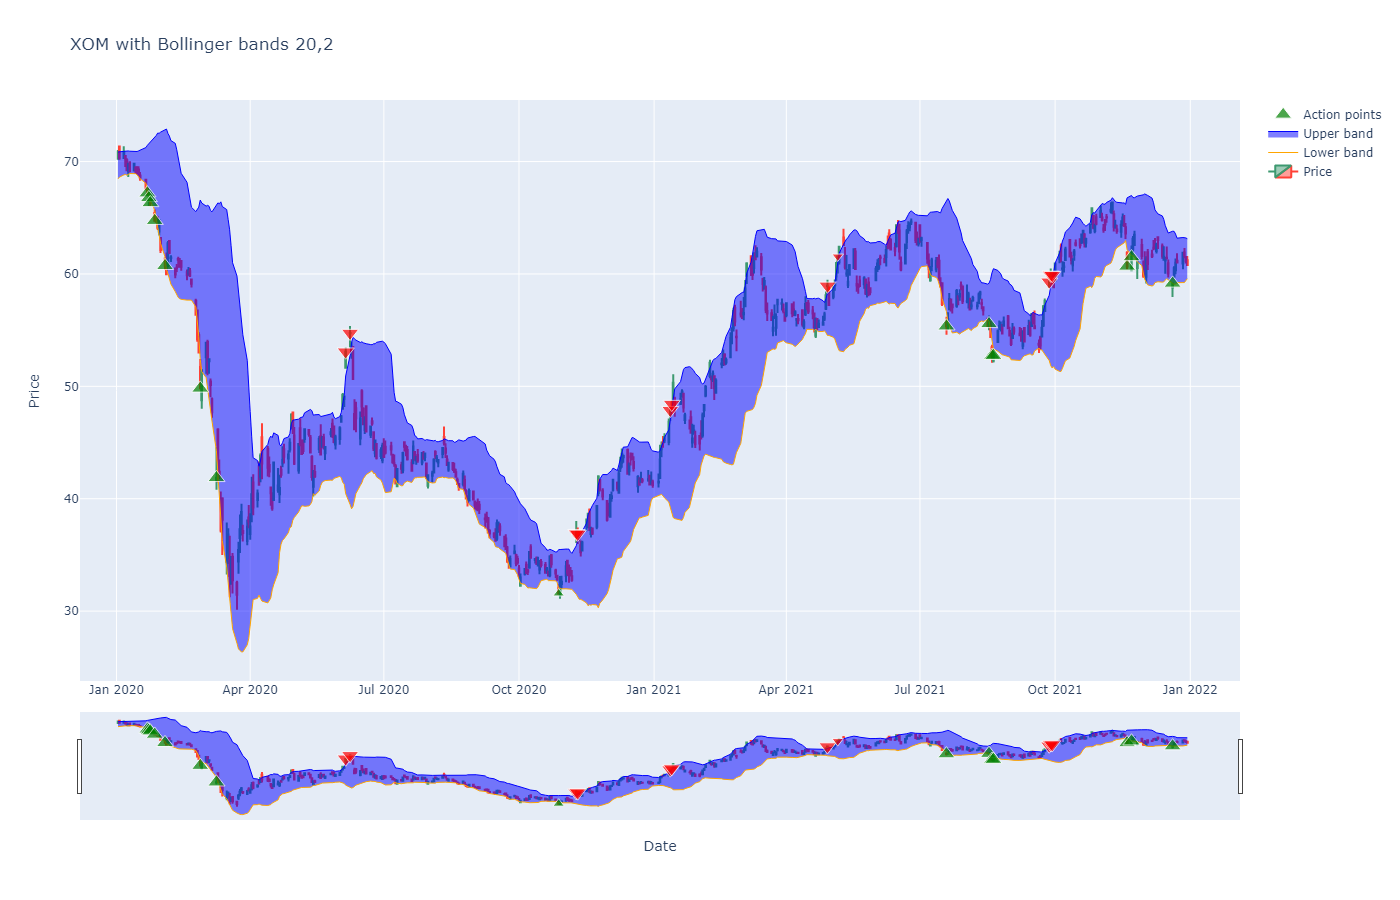 XOM with Bollinger bands 20,2
Action points
Upper band
Lower band
Price
70
60
50
40
30
Price
Jan 2020
Apr 2020
Jul 2020
Oct 2020
Jan 2021
Apr 2021
Jul 2021
Oct 2021
Jan 2022
Date